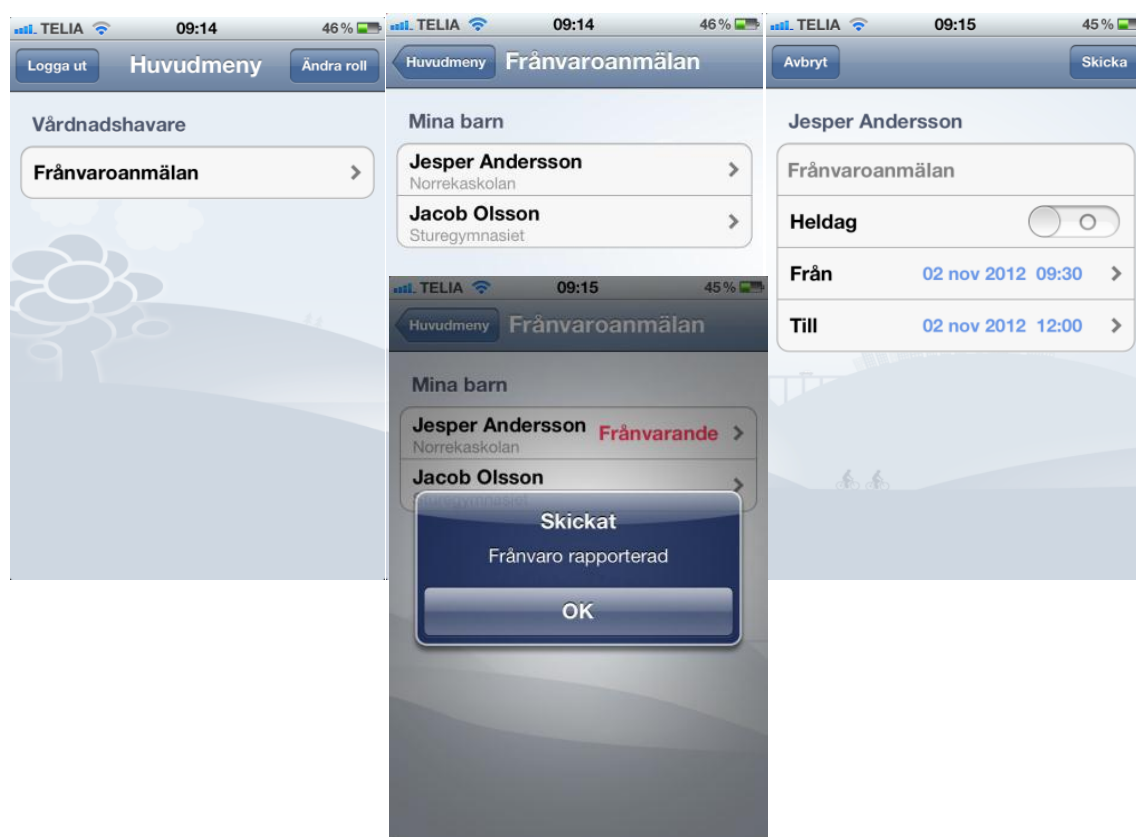 TELIA 09:14 46 %
Logga ut Huvudmeny Ändra roll
Vårdnadshavare
Frånvaroanmälan
TELIA 09:14 46 %
Huvudmeny Frånvaroanmälan
Mina barn
Jesper Andersson
Norrekaskolan
Jacob Olsson
Sturegymnasiet
TELIA 09:15 45 %
Avbryt Skicka
Jesper Andersson
Frånvaroanmälan
Heldag
Från 02 nov 2012 09:30
Till 02 nov 2012 12:00
TELIA 09:15 45 %
Huvudmeny Frånvaroanmälan
Mina barn
Jesper Andersson Frånvarande
Norrekaskolan
Jacob Olsson
Sturegymnasiet
Skickat
Frånvaro rapporterad
OK